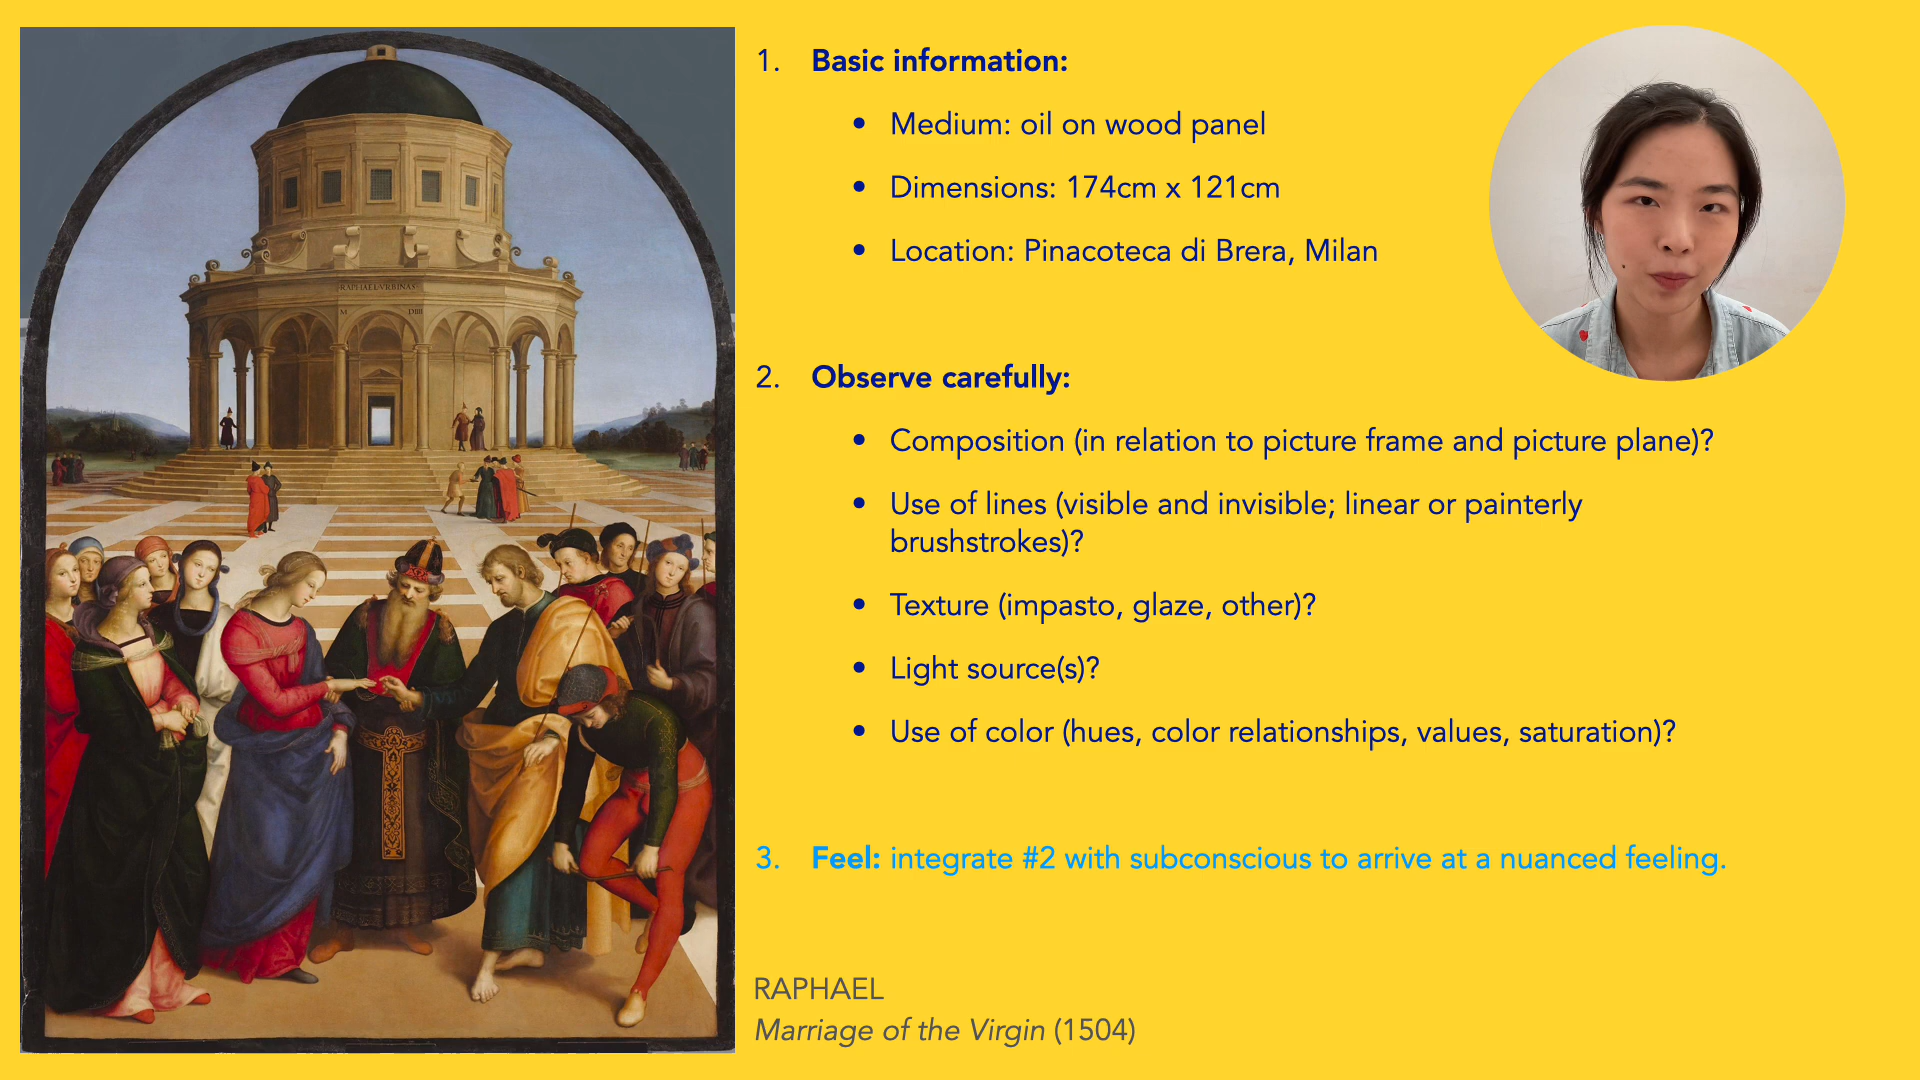 1. Basic information:
• Medium: oil on wood panel
• Dimensions: 174cm x 121cm
• Location: Pinacoteca di Brera, Milan
2. Observe carefully:
• Composition (in relation to picture frame and picture plane)?
• Use of lines (visible and invisible; linear or painterly
brushstrokes)?
• Texture (impasto, glaze, other)?
• Light source(s)?
• Use of color (hues, color relationships, values, saturation)?
3. Feel: integrate #2 with subconscious to arrive at a nuanced feeling.
RAPHAEL
Marriage of the Virgin (1504)
RAPHAEL VRBINAS
M DIIII